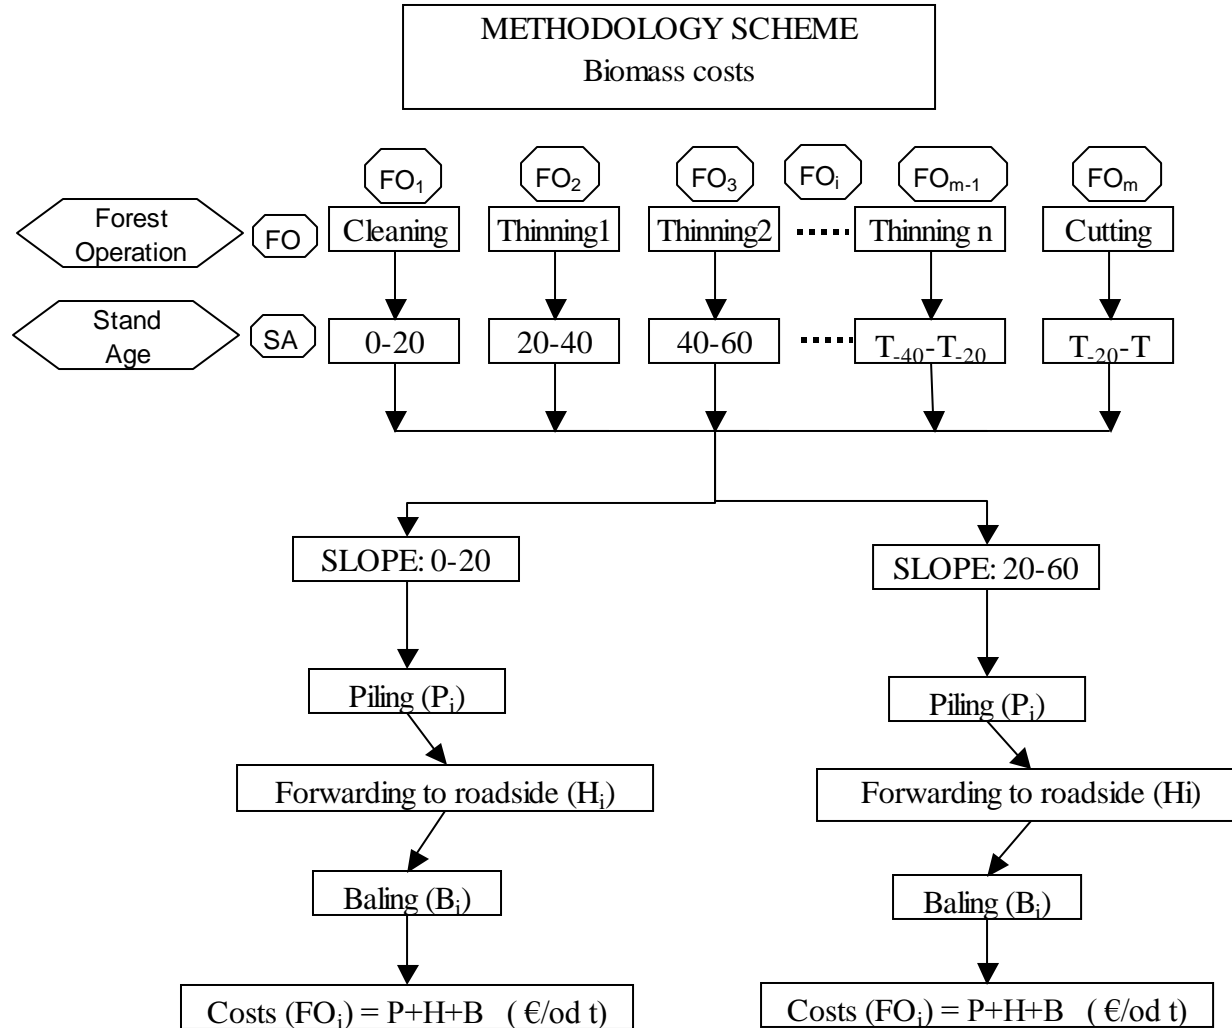 METHODOLOGY SCHEME
Biomass costs
FO₁ FO₂ FO₃ FOᵢ FOₘ₋₁ FOₘ
Forest
Operation
FO
Cleaning Thinning1 Thinning2 ...... Thinning n Cutting
Stand
Age
SA
0-20 20-40 40-60 ...... T₋₄₀-T₋₂₀ T₋₂₀-T
SLOPE: 0-20
SLOPE: 20-60
Piling (Pᵢ)
Piling (Pᵢ)
Forwarding to roadside (Hᵢ)
Forwarding to roadside (Hi)
Baling (Bᵢ)
Baling (Bᵢ)
Costs (FOᵢ) = P+H+B ( €/od t)
Costs (FOᵢ) = P+H+B ( €/od t)